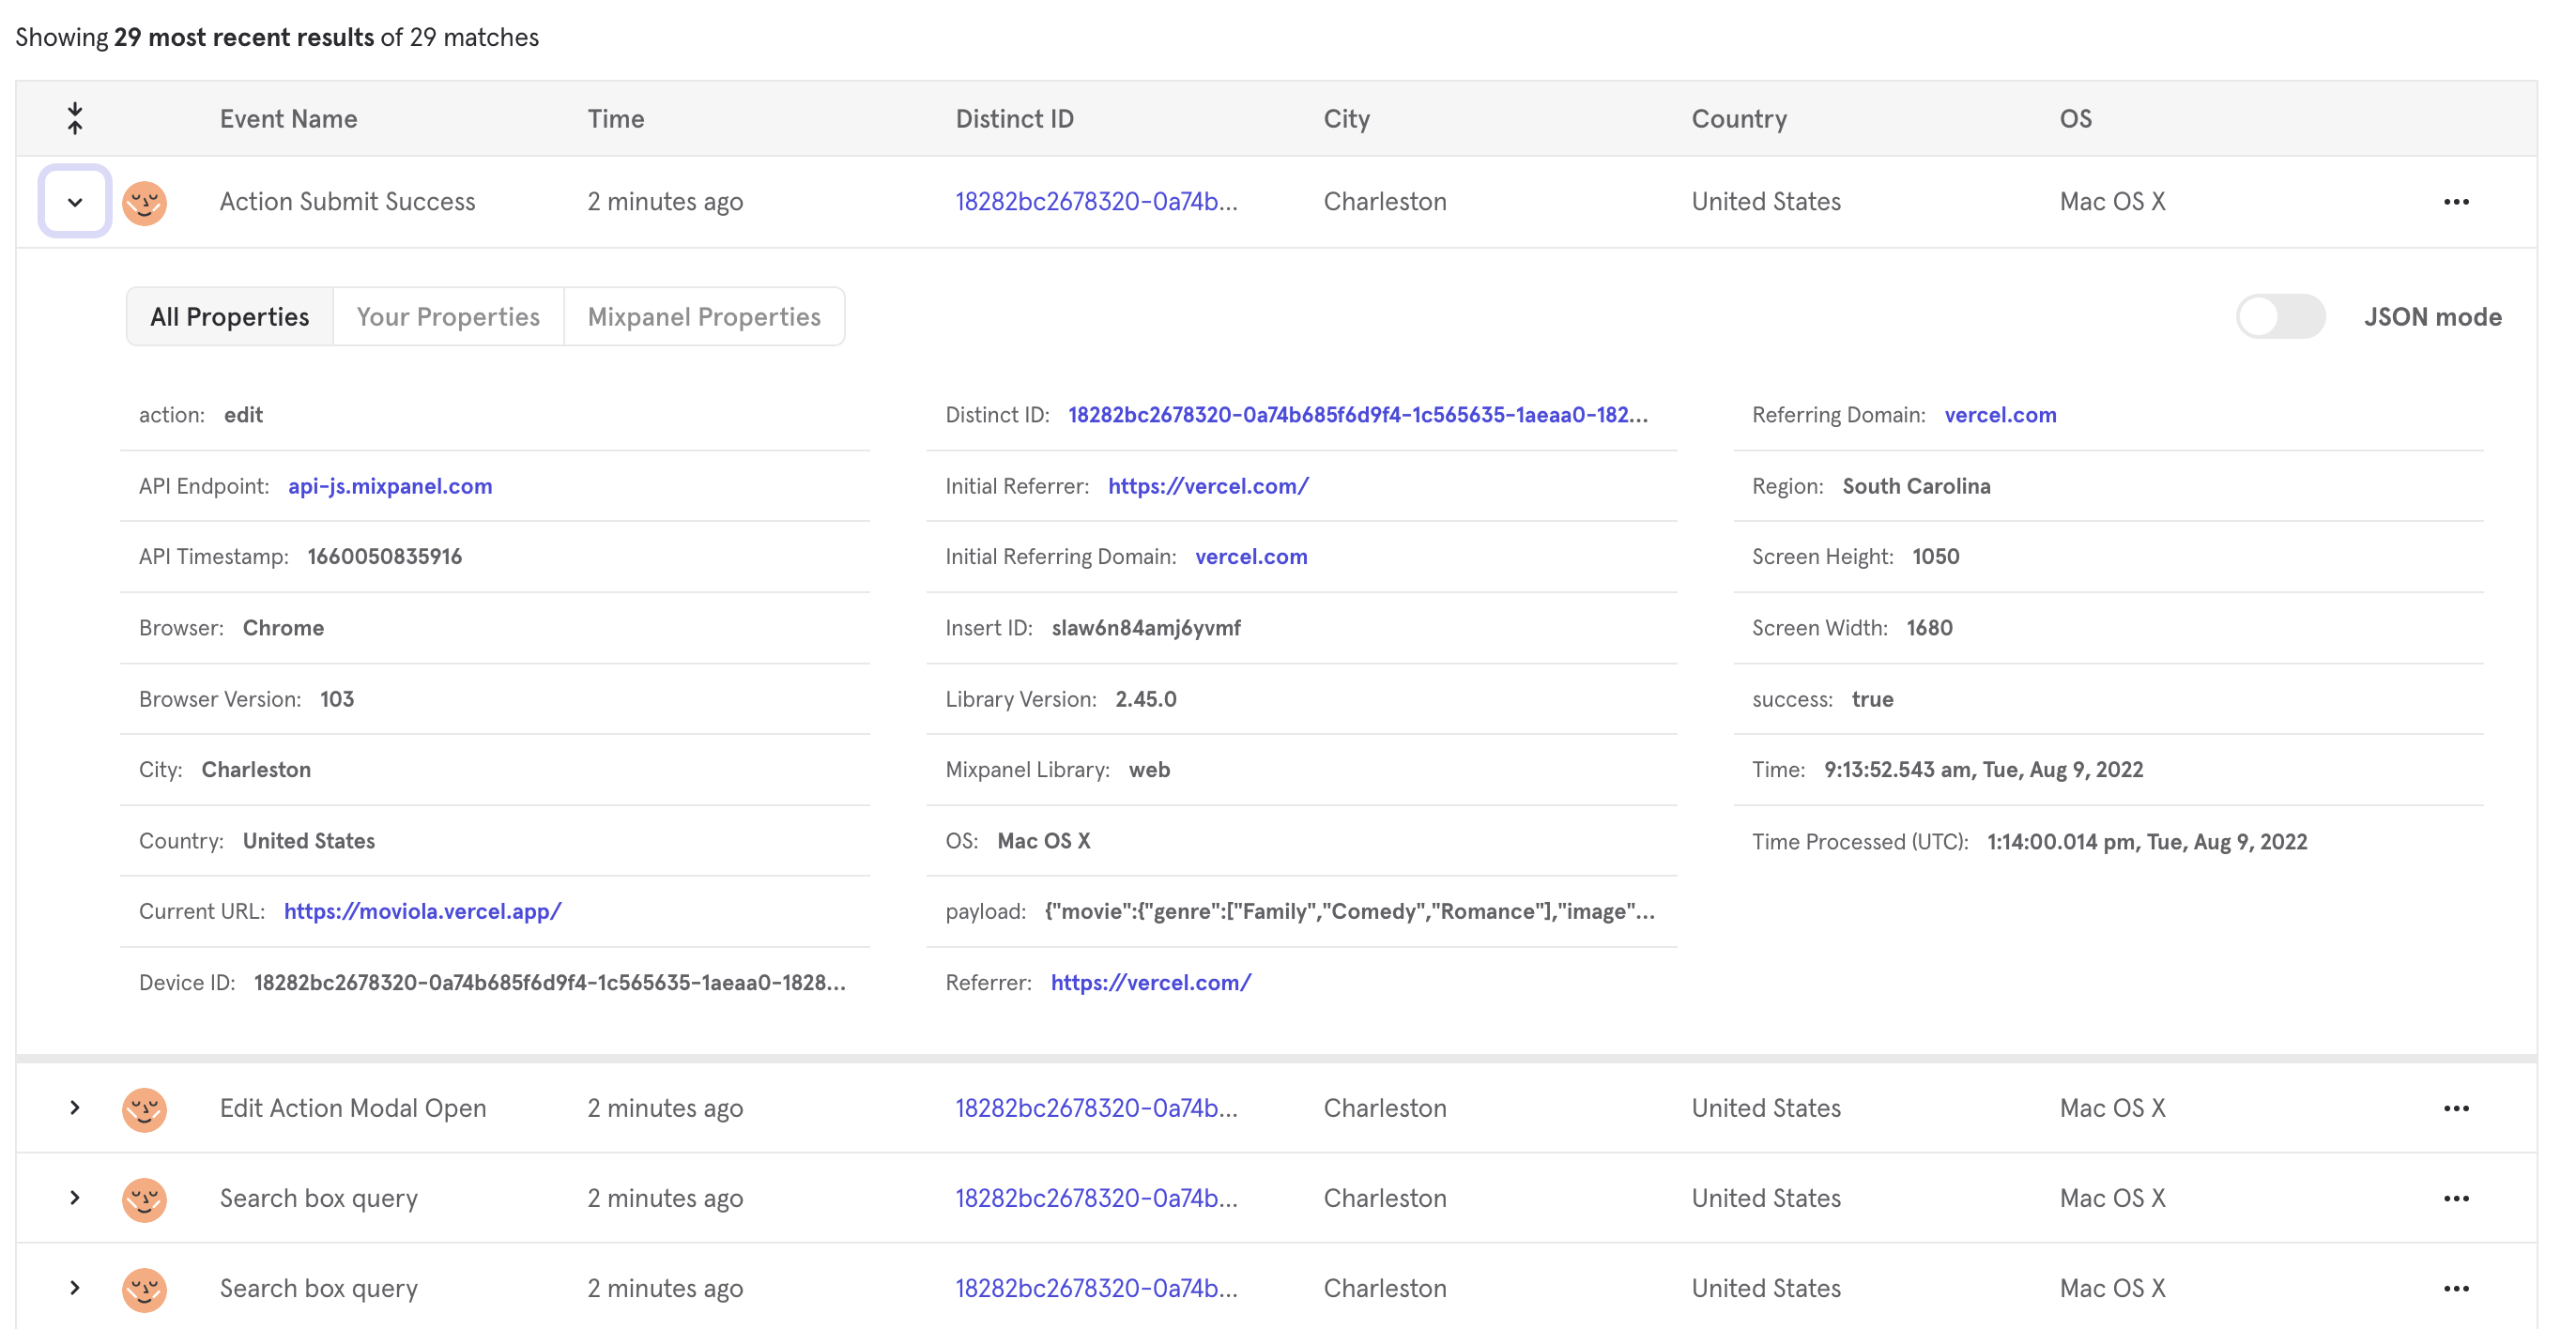 Showing 29 most recent results of 29 matches
Event Name Time Distinct ID City Country OS
Action Submit Success 2 minutes ago 18282bc2678320-0a74b... Charleston United States Mac OS X
All Properties Your Properties Mixpanel Properties JSON mode
action: edit
API Endpoint: api-js.mixpanel.com
API Timestamp: 1660050835916
Browser: Chrome
Browser Version: 103
City: Charleston
Country: United States
Current URL: https://moviola.vercel.app/
Device ID: 18282bc2678320-0a74b685f6d9f4-1c565635-1aeaa0-1828...
Distinct ID: 18282bc2678320-0a74b685f6d9f4-1c565635-1aeaa0-182...
Initial Referrer: https://vercel.com/
Initial Referring Domain: vercel.com
Insert ID: slaw6n84amj6yvmf
Library Version: 2.45.0
Mixpanel Library: web
OS: Mac OS X
payload: {"movie":{"genre":["Family","Comedy","Romance"],"image"...
Referrer: https://vercel.com/
Referring Domain: vercel.com
Region: South Carolina
Screen Height: 1050
Screen Width: 1680
success: true
Time: 9:13:52.543 am, Tue, Aug 9, 2022
Time Processed (UTC): 1:14:00.014 pm, Tue, Aug 9, 2022
Edit Action Modal Open 2 minutes ago 18282bc2678320-0a74b... Charleston United States Mac OS X
Search box query 2 minutes ago 18282bc2678320-0a74b... Charleston United States Mac OS X
Search box query 2 minutes ago 18282bc2678320-0a74b... Charleston United States Mac OS X